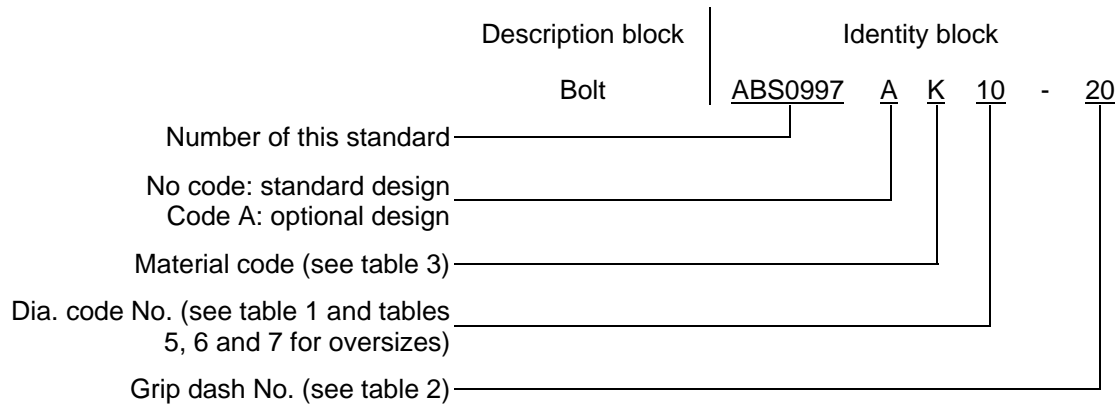 Description block Identity block
Bolt ABS0997 A K 10 - 20
Number of this standard
No code: standard design
Code A: optional design
Material code (see table 3)
Dia. code No. (see table 1 and tables
5, 6 and 7 for oversizes)
Grip dash No. (see table 2)